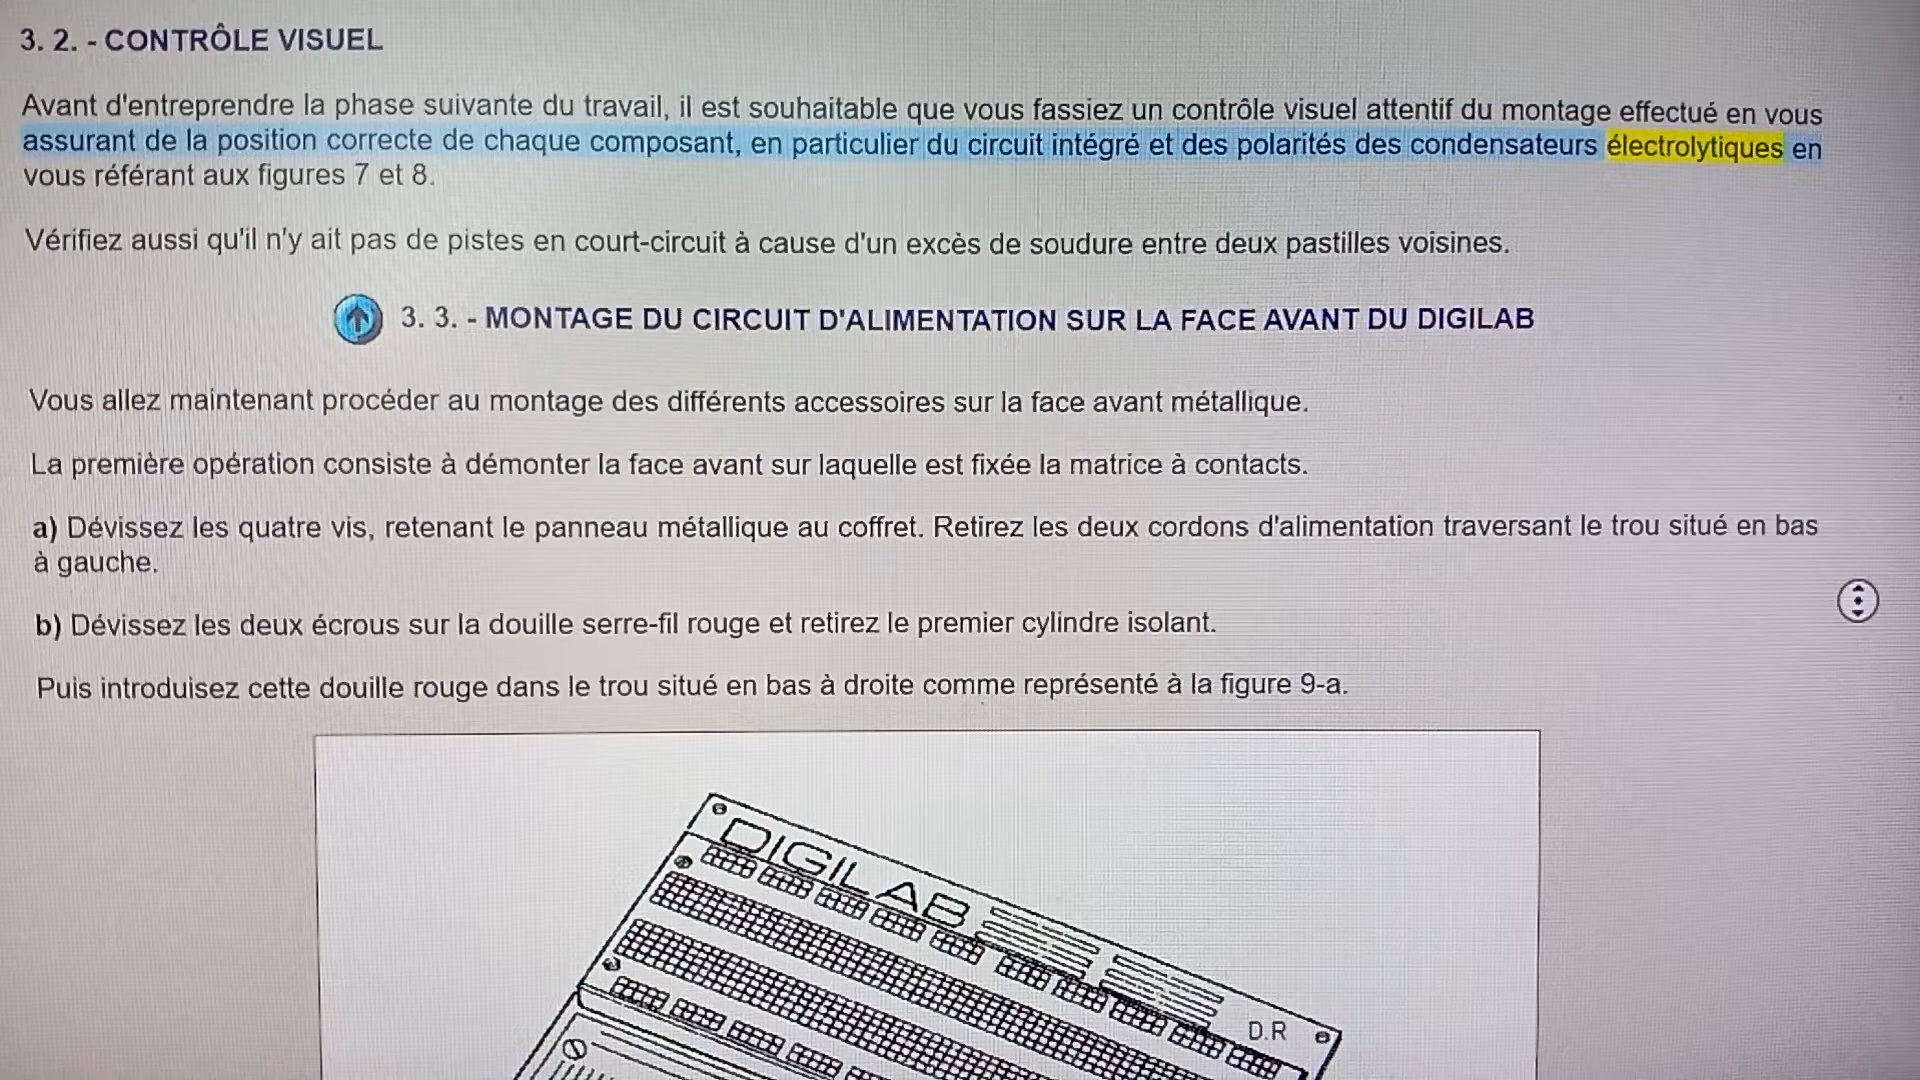 3. 2. - CONTRÔLE VISUEL
Avant d'entreprendre la phase suivante du travail, il est souhaitable que vous fassiez un contrôle visuel attentif du montage effectué en vous
assurant de la position correcte de chaque composant, en particulier du circuit intégré et des polarités des condensateurs électrolytiques en
vous référant aux figures 7 et 8.
Vérifiez aussi qu'il n'y ait pas de pistes en court-circuit à cause d'un excès de soudure entre deux pastilles voisines.
3. 3. - MONTAGE DU CIRCUIT D'ALIMENTATION SUR LA FACE AVANT DU DIGILAB
Vous allez maintenant procéder au montage des différents accessoires sur la face avant métallique.
La première opération consiste à démonter la face avant sur laquelle est fixée la matrice à contacts.
a) Dévissez les quatre vis, retenant le panneau métallique au coffret. Retirez les deux cordons d'alimentation traversant le trou situé en bas
à gauche.
b) Dévissez les deux écrous sur la douille serre-fil rouge et retirez le premier cylindre isolant.
Puis introduisez cette douille rouge dans le trou situé en bas à droite comme représenté à la figure 9-a.
DIGILAB
D.R